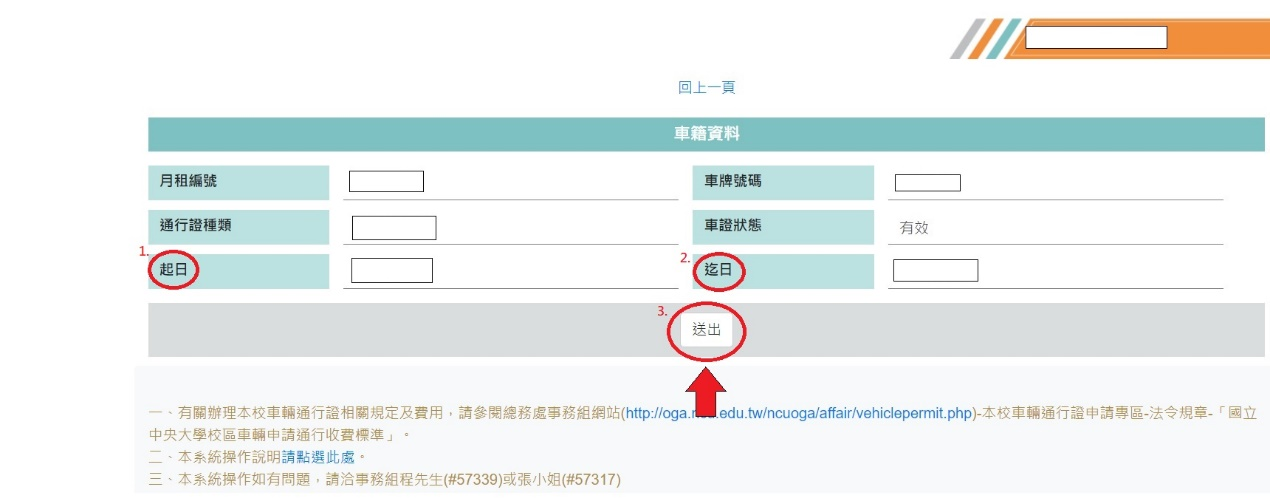 回上一頁
車籍資料
月租編號
車牌號碼
通行證種類
車證狀態
有效
1.
起日
2.
迄日
3.
送出
一、有關辦理本校車輛通行證相關規定及費用，請參閱總務處事務組網站(http://oga.ncu.edu.tw/ncuoga/affair/vehiclepermit.php)-本校車輛通行證申請專區-法令規章-「國立
中央大學校區車輛申請通行收費標準」。
二、本系統操作說明請點選此處。
三、本系統操作如有問題，請洽事務組程先生(#57339)或張小姐(#57317)